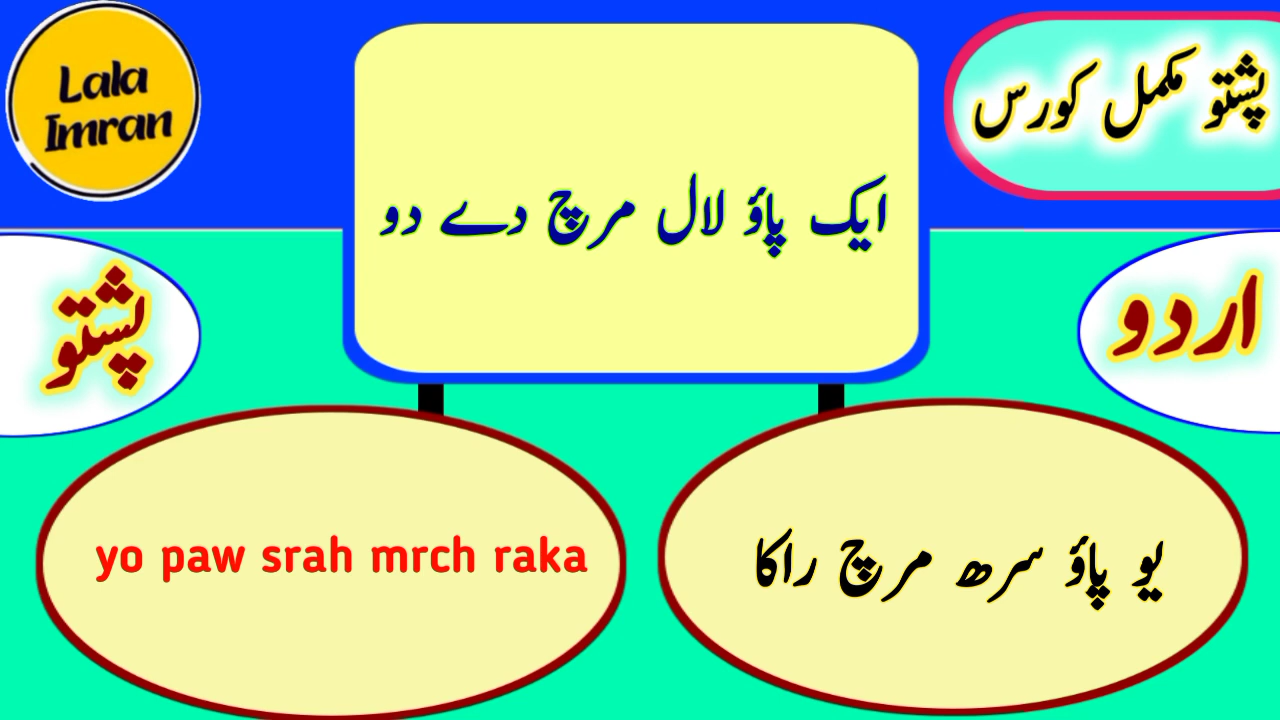 Lala
Imran
پشتو مکمل کورس
ایک پاؤ لال مرچ دے دو
پشتو
اردو
yo paw srah mrch raka
یو پاؤ سرھ مرچ راکا